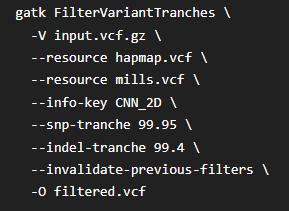 gatk FilterVariantTranches \
-V input.vcf.gz \
--resource hapmap.vcf \
--resource mills.vcf \
--info-key CNN_2D \
--snp-tranche 99.95 \
--indel-tranche 99.4 \
--invalidate-previous-filters \
-O filtered.vcf